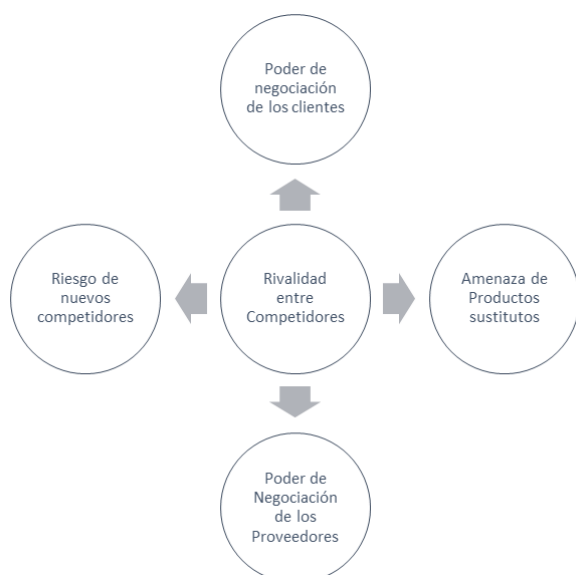 Poder de
negociación
de los clientes
Riesgo de
nuevos
competidores
Rivalidad
entre
Competidores
Amenaza de
Productos
sustitutos
Poder de
Negociación
de los
Proveedores